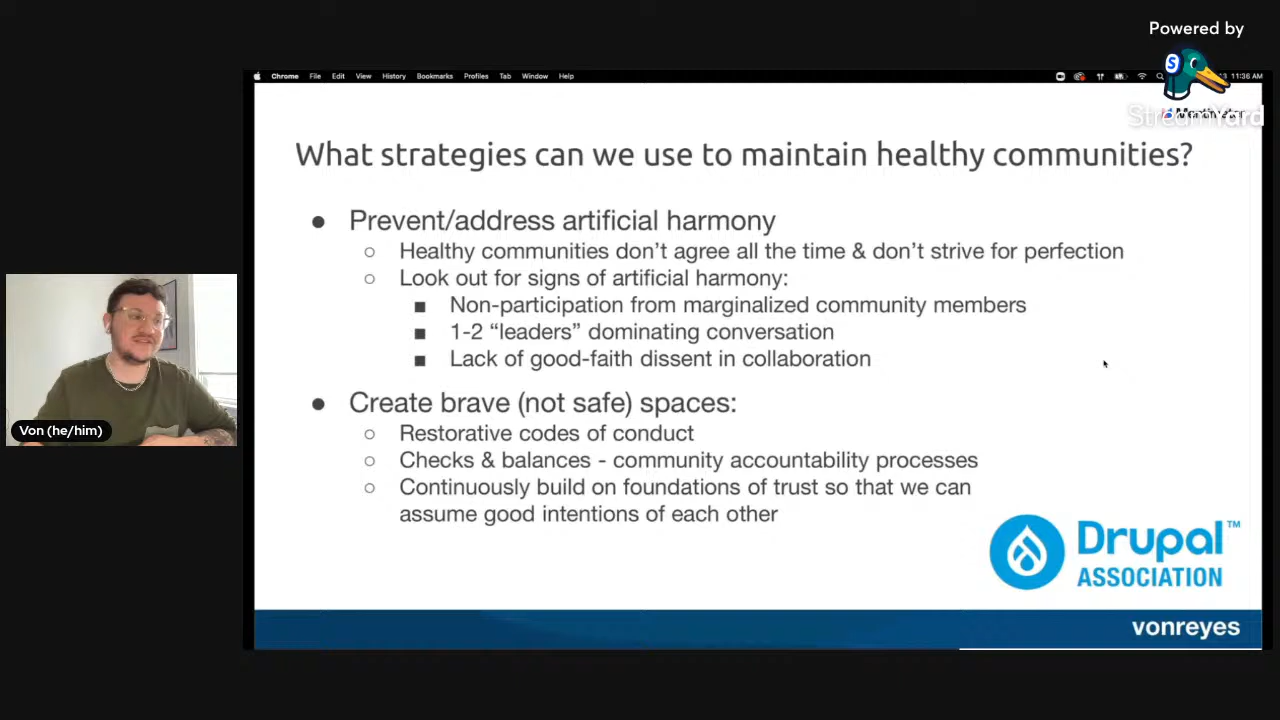 Powered by
StreamYard
Chrome File Edit View History Bookmarks Profiles Tab Window Help
11:36 AM
Mentimeter
What strategies can we use to maintain healthy communities?
● Prevent/address artificial harmony
○ Healthy communities don’t agree all the time & don’t strive for perfection
○ Look out for signs of artificial harmony:
■ Non-participation from marginalized community members
■ 1-2 “leaders” dominating conversation
■ Lack of good-faith dissent in collaboration
● Create brave (not safe) spaces:
○ Restorative codes of conduct
○ Checks & balances - community accountability processes
○ Continuously build on foundations of trust so that we can
assume good intentions of each other
Von (he/him)
Drupal™
ASSOCIATION
vonreyes